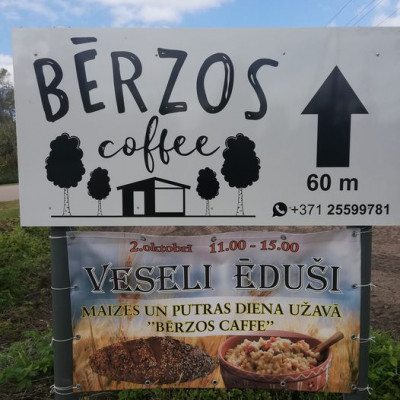 BĒRZOS
coffee
60 m
+371 25599781
2.oktobrī 11.00 - 15.00
VESELI ĒDUŠI
MAIZES UN PUTRAS DIENA UŽAVĀ
"BĒRZOS CAFFE"